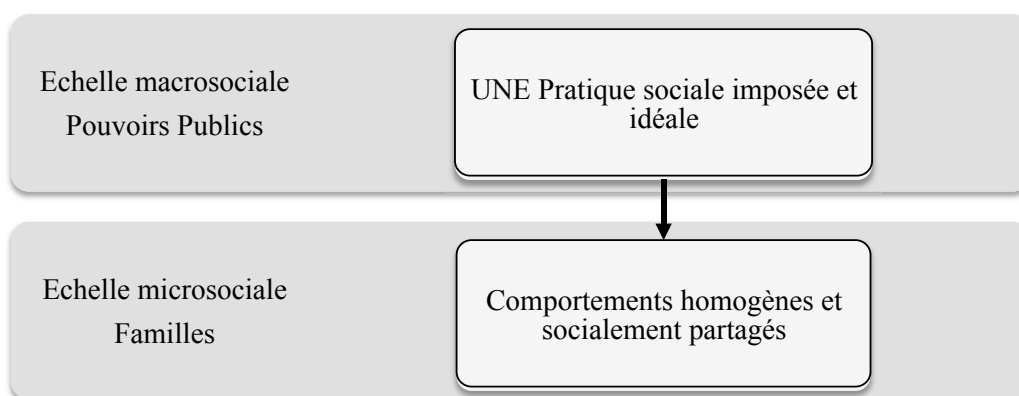 Echelle macrosociale
Pouvoirs Publics
UNE Pratique sociale imposée et
idéale
Echelle microsociale
Familles
Comportements homogènes et
socialement partagés